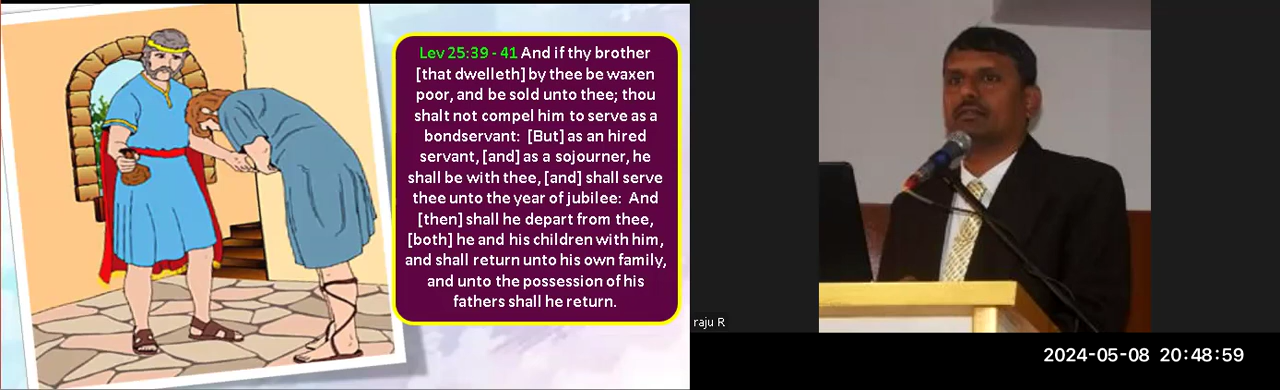 Lev 25:39 - 41 And if thy brother
[that dwelleth] by thee be waxen
poor, and be sold unto thee; thou
shalt not compel him to serve as a
bondservant:  [But] as an hired
servant, [and] as a sojourner, he
shall be with thee, [and] shall serve
thee unto the year of jubilee:  And
[then] shall he depart from thee,
[both] he and his children with him,
and shall return unto his own family,
and unto the possession of his
fathers shall he return.
raju R
2024-05-08  20:48:59